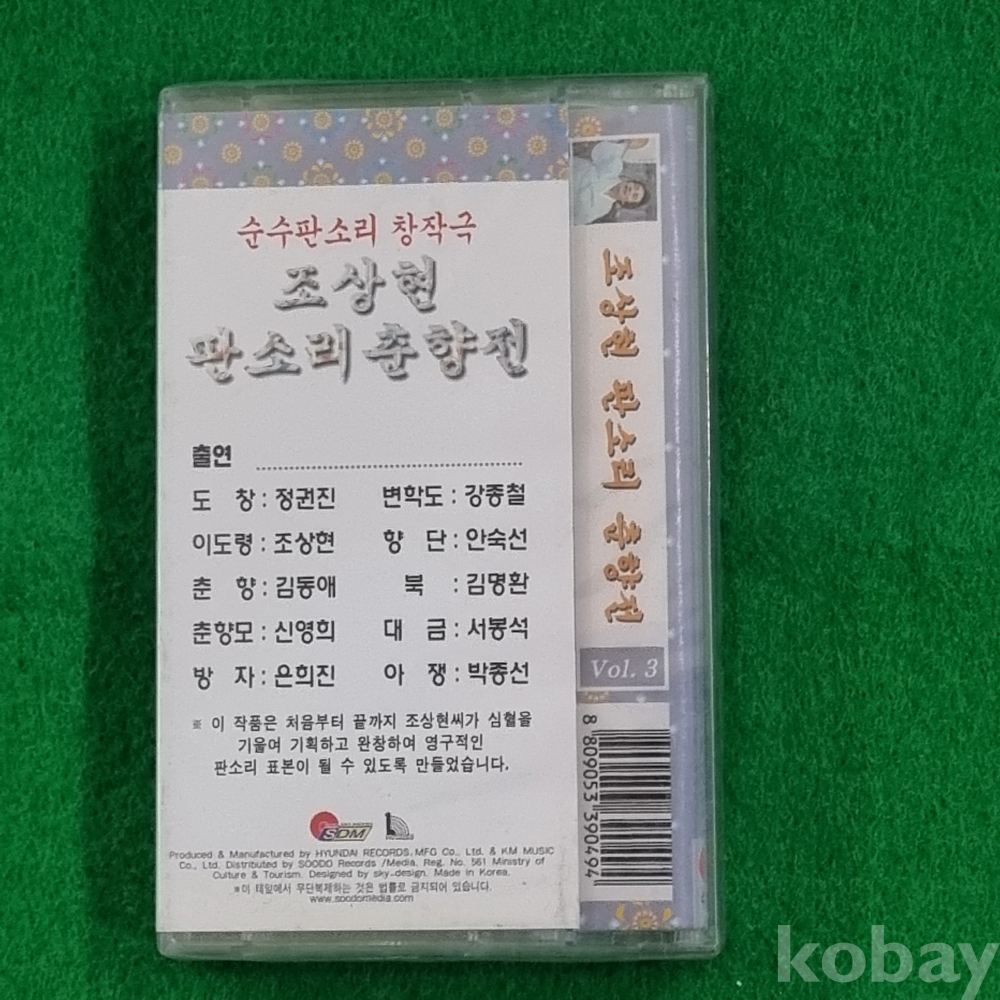 순수판소리 창작극
조상현
판소리춘향전
출연
도 창 : 정권진 변학도 : 강종철
이도령 : 조상현 향 단 : 안숙선
춘 향 : 김동애 북 : 김명환
춘향모 : 신영희 대 금 : 서봉석
방 자 : 은희진 아 쟁 : 박종선
※ 이 작품은 처음부터 끝까지 조상현씨가 심혈을
기울여 기획하고 완창하여 영구적인
판소리 표본이 될 수 있도록 만들었습니다.
SDM
Produced & Manufactured by HYUNDAI RECORDS.MFG Co., Ltd. & KM MUSIC
Co., Ltd. Distributed by SOODO Records /Media. Reg. No. 561 Ministry of
Culture & Tourism. Designed by sky-design. Made in Korea.
※이 테잎에서 무단복제하는 것은 법률로 금지되어 있습니다.
www.soodomedia.com
조상현 판소리 춘향전
Vol. 3
8 809053 390494
kobay